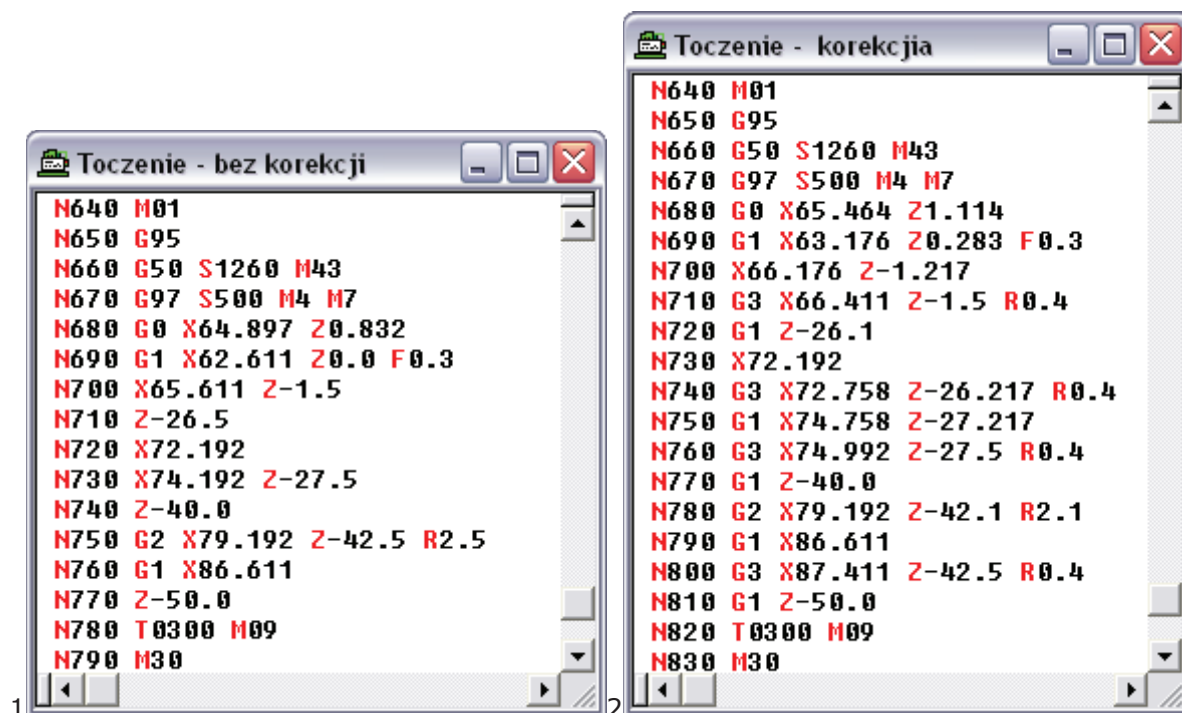 Toczenie - bez korekcji
N640 M01
N650 G95
N660 G50 S1260 M43
N670 G97 S500 M4 M7
N680 G0 X64.897 Z0.832
N690 G1 X62.611 Z0.0 F0.3
N700 X65.611 Z-1.5
N710 Z-26.5
N720 X72.192
N730 X74.192 Z-27.5
N740 Z-40.0
N750 G2 X79.192 Z-42.5 R2.5
N760 G1 X86.611
N770 Z-50.0
N780 T0300 M09
N790 M30
1
Toczenie - korekcjia
N640 M01
N650 G95
N660 G50 S1260 M43
N670 G97 S500 M4 M7
N680 G0 X65.464 Z1.114
N690 G1 X63.176 Z0.283 F0.3
N700 X66.176 Z-1.217
N710 G3 X66.411 Z-1.5 R0.4
N720 G1 Z-26.1
N730 X72.192
N740 G3 X72.758 Z-26.217 R0.4
N750 G1 X74.758 Z-27.217
N760 G3 X74.992 Z-27.5 R0.4
N770 G1 Z-40.0
N780 G2 X79.192 Z-42.1 R2.1
N790 G1 X86.611
N800 G3 X87.411 Z-42.5 R0.4
N810 G1 Z-50.0
N820 T0300 M09
N830 M30
2